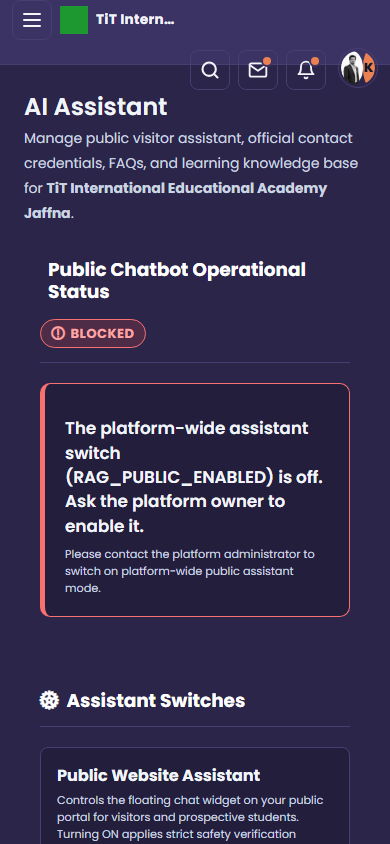 TiT Intern...
K
AI Assistant
Manage public visitor assistant, official contact
credentials, FAQs, and learning knowledge base
for TiT International Educational Academy
Jaffna.
Public Chatbot Operational
Status
BLOCKED
The platform-wide assistant
switch
(RAG_PUBLIC_ENABLED) is off.
Ask the platform owner to
enable it.
Please contact the platform administrator to
switch on platform-wide public assistant
mode.
Assistant Switches
Public Website Assistant
Controls the floating chat widget on your public
portal for visitors and prospective students.
Turning ON applies strict safety verification